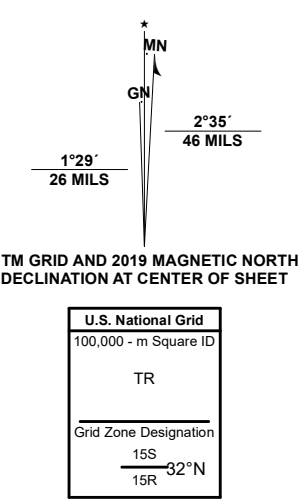 ★
MN
GN
2°35´
46 MILS
1°29´
26 MILS
TM GRID AND 2019 MAGNETIC NORTH
DECLINATION AT CENTER OF SHEET
U.S. National Grid
100,000 - m Square ID
TR
Grid Zone Designation
15S
32°N
15R